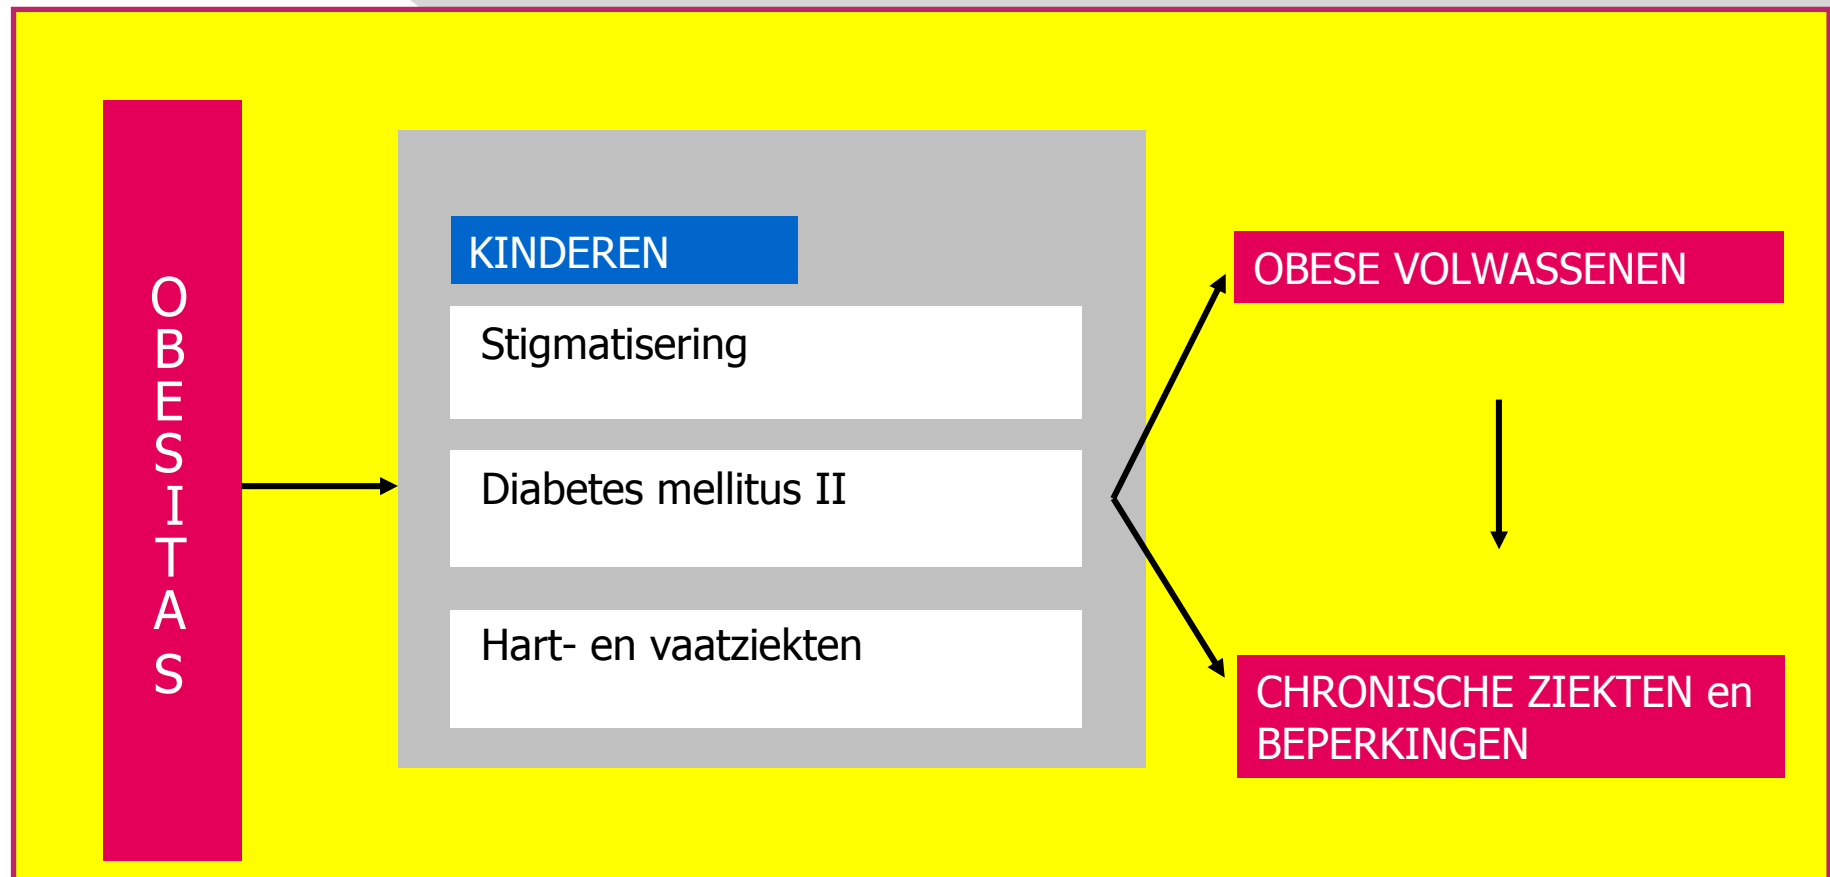 OBESITAS
KINDEREN
Stigmatisering
Diabetes mellitus II
Hart- en vaatziekten
OBESE VOLWASSENEN
CHRONISCHE ZIEKTEN en
BEPERKINGEN